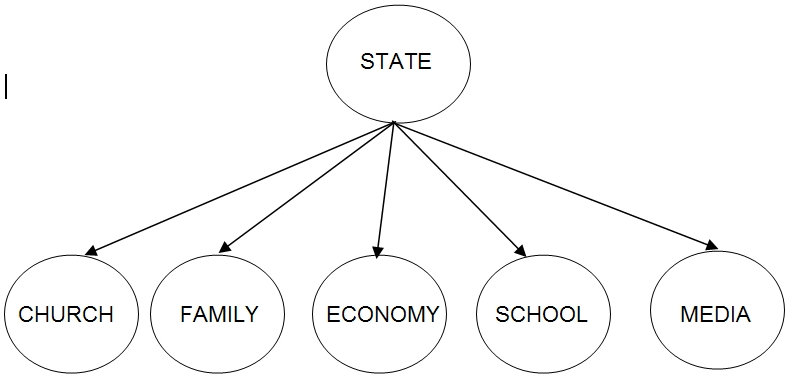 STATE
CHURCH
FAMILY
ECONOMY
SCHOOL
MEDIA